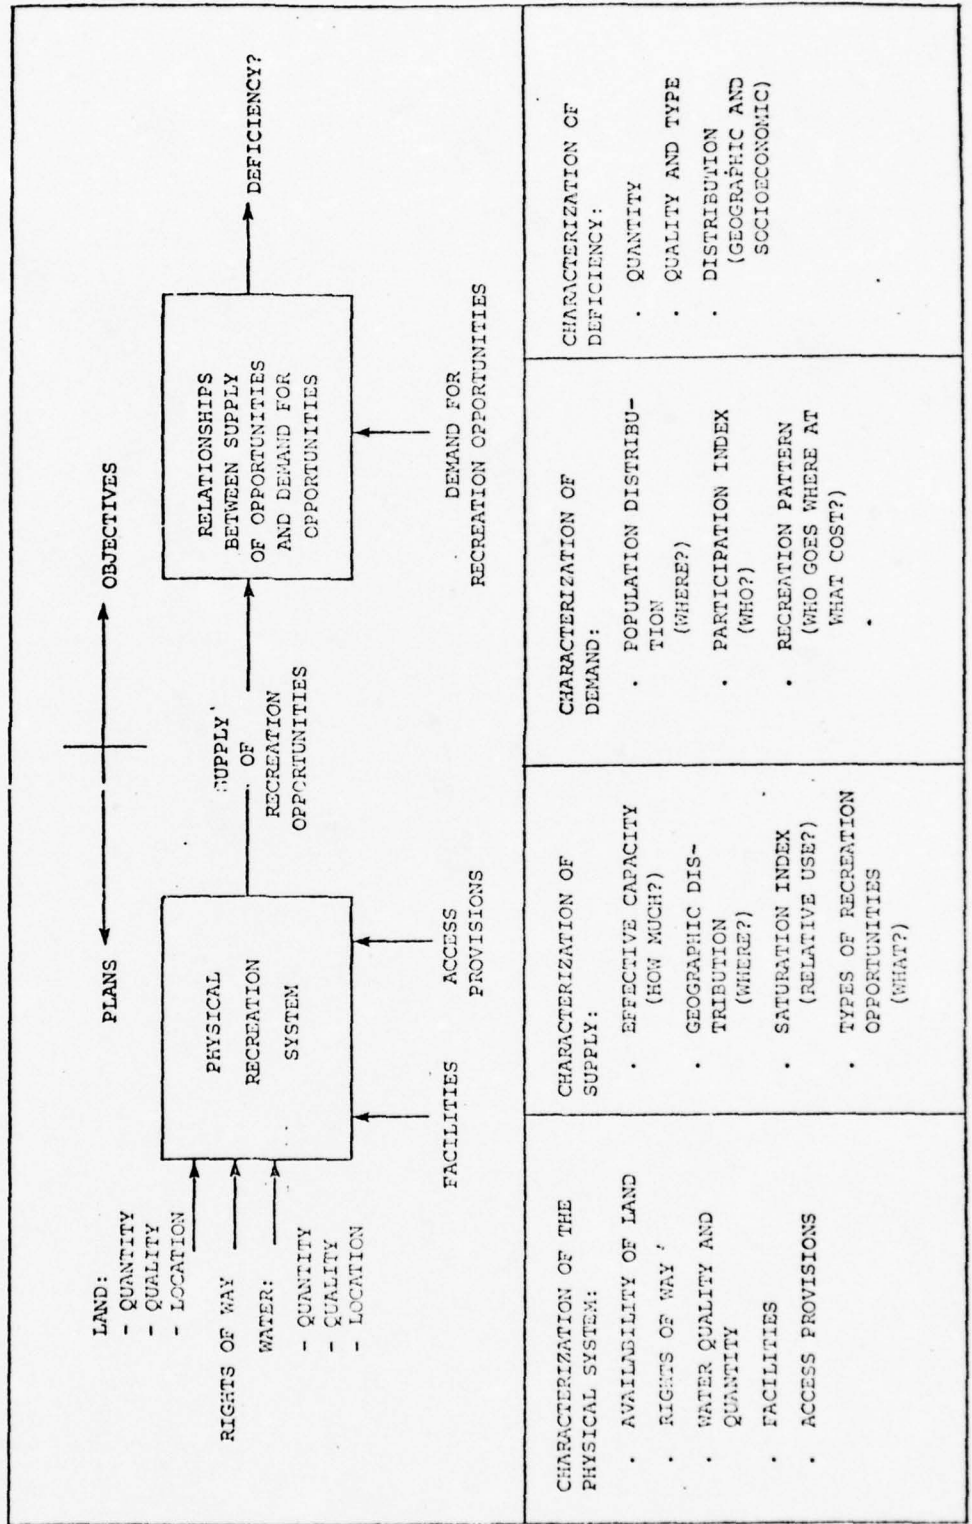 PLANS
OBJECTIVES
LAND:
- QUANTITY
- QUALITY
- LOCATION
RIGHTS OF WAY
WATER:
- QUANTITY
- QUALITY
- LOCATION
PHYSICAL
RECREATION
SYSTEM
FACILITIES
ACCESS
PROVISIONS
SUPPLY
OF
RECREATION
OPPORTUNITIES
RELATIONSHIPS
BETWEEN SUPPLY
OF OPPORTUNITIES
AND DEMAND FOR
OPPORTUNITIES
DEMAND FOR
RECREATION OPPORTUNITIES
DEFICIENCY?
CHARACTERIZATION OF THE
PHYSICAL SYSTEM:
· AVAILABILITY OF LAND
· RIGHTS OF WAY
· WATER QUALITY AND
QUANTITY
· FACILITIES
· ACCESS PROVISIONS
CHARACTERIZATION OF
SUPPLY:
· EFFECTIVE CAPACITY
(HOW MUCH?)
· GEOGRAPHIC DIS-
TRIBUTION
(WHERE?)
· SATURATION INDEX
(RELATIVE USE?)
· TYPES OF RECREATION
OPPORTUNITIES
(WHAT?)
CHARACTERIZATION OF
DEMAND:
· POPULATION DISTRIBU-
TION
(WHERE?)
· PARTICIPATION INDEX
(WHO?)
· RECREATION PATTERN
(WHO GOES WHERE AT
WHAT COST?)
CHARACTERIZATION OF
DEFICIENCY:
· QUANTITY
· QUALITY AND TYPE
· DISTRIBUTION
(GEOGRAPHIC AND
SOCIOECONOMIC)